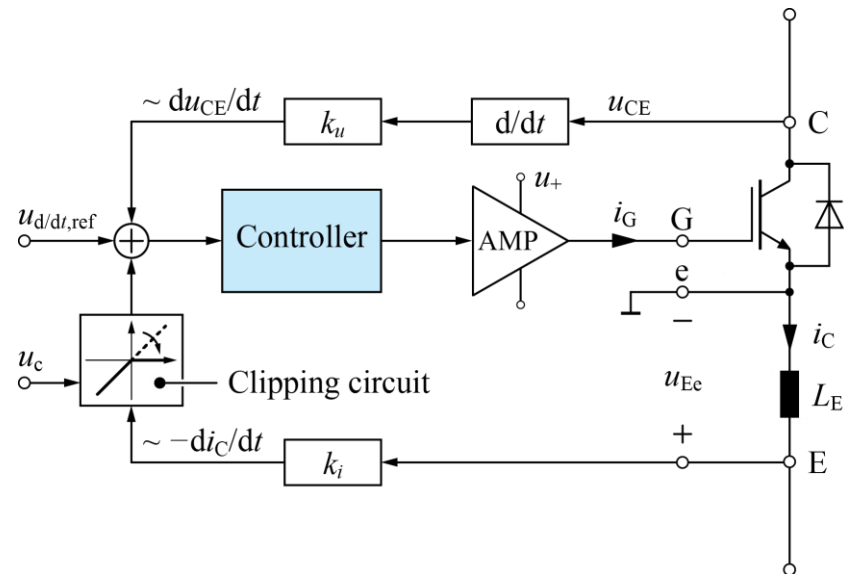 ~ du_CE/dt
k_u
d/dt
u_CE
C
u_d/dt,ref
+
Controller
AMP
u_+
i_G
G
e
−
u_c
Clipping circuit
i_C
u_Ee
L_E
~ −di_C/dt
k_i
+
E